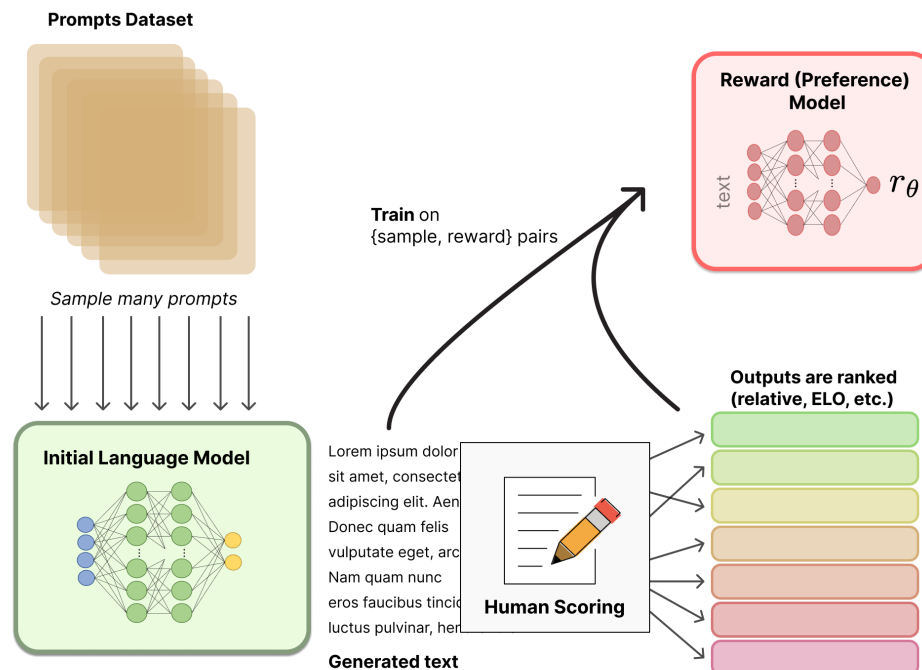 Prompts Dataset
Sample many prompts
Initial Language Model
Train on
{sample, reward} pairs
Reward (Preference)
Model
text
rθ
Outputs are ranked
(relative, ELO, etc.)
Lorem ipsum dolor
sit amet, consectet
adipiscing elit. Aen
Donec quam felis
vulputate eget, arc
Nam quam nunc
eros faucibus tincid
luctus pulvinar, hen
Human Scoring
Generated text